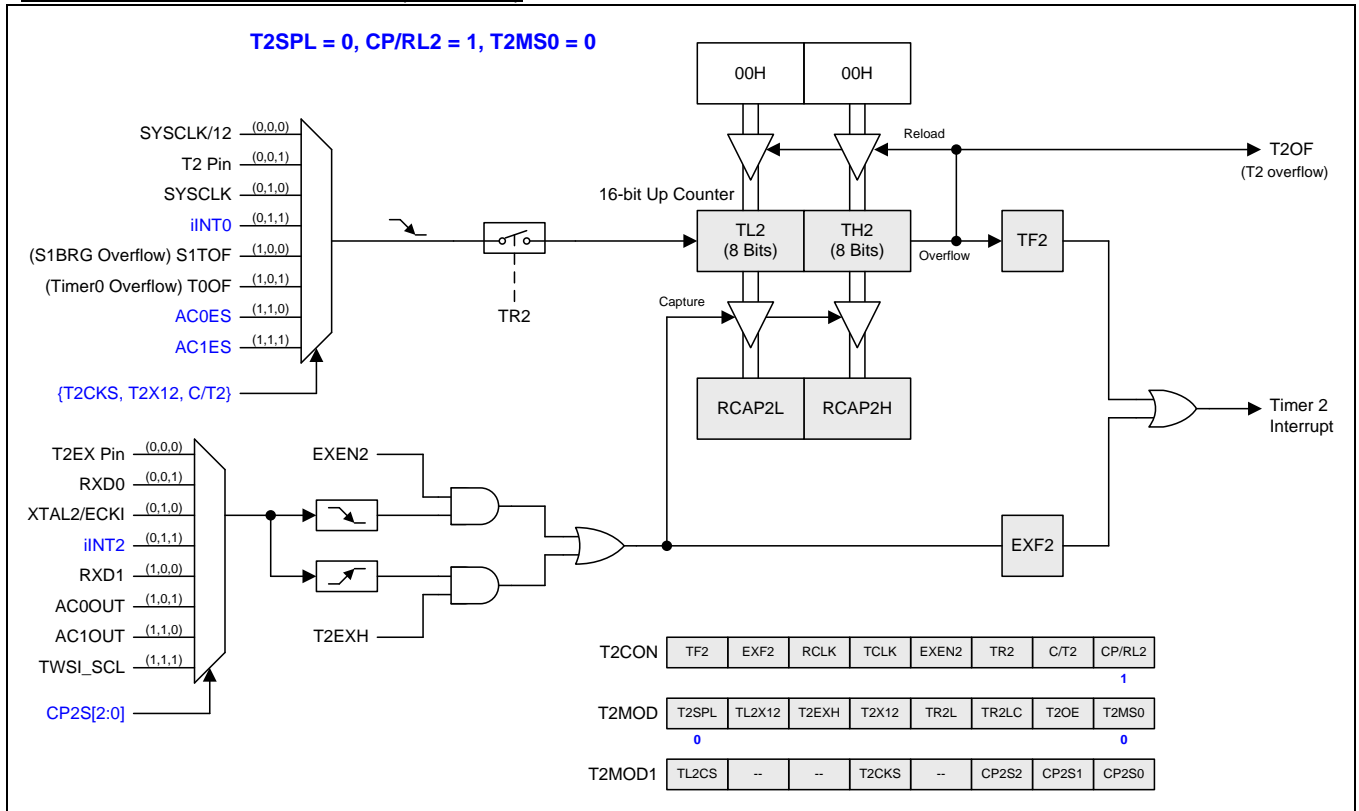 T2SPL = 0, CP/RL2 = 1, T2MS0 = 0
00H 00H
SYSCLK/12 (0,0,0)
T2 Pin (0,0,1)
SYSCLK (0,1,0)
iINT0 (0,1,1)
(S1BRG Overflow) S1TOF (1,0,0)
(Timer0 Overflow) T0OF (1,0,1)
AC0ES (1,1,0)
AC1ES (1,1,1)
{T2CKS, T2X12, C/T2}
TR2
Reload
T2OF
(T2 overflow)
16-bit Up Counter
TL2
(8 Bits)
TH2
(8 Bits)
Overflow
TF2
Capture
RCAP2L RCAP2H
Timer 2
Interrupt
T2EX Pin (0,0,0)
RXD0 (0,0,1)
XTAL2/ECKI (0,1,0)
iINT2 (0,1,1)
RXD1 (1,0,0)
AC0OUT (1,0,1)
AC1OUT (1,1,0)
TWSI_SCL (1,1,1)
CP2S[2:0]
EXEN2
T2EXH
EXF2
T2CON TF2 EXF2 RCLK TCLK EXEN2 TR2 C/T2 CP/RL2
1
T2MOD T2SPL TL2X12 T2EXH T2X12 TR2L TR2LC T2OE T2MS0
0 0
T2MOD1 TL2CS -- -- T2CKS -- CP2S2 CP2S1 CP2S0